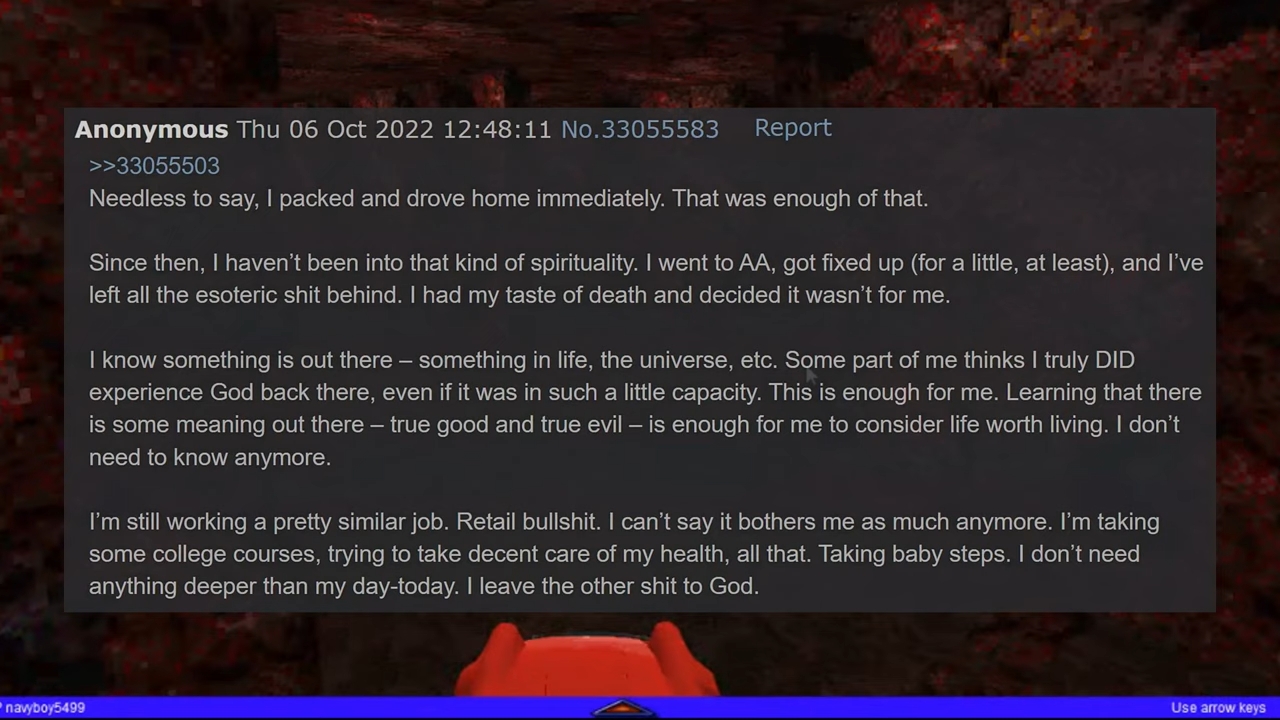 Anonymous Thu 06 Oct 2022 12:48:11 No.33055583 Report
>>33055503
Needless to say, I packed and drove home immediately. That was enough of that.
Since then, I haven’t been into that kind of spirituality. I went to AA, got fixed up (for a little, at least), and I’ve
left all the esoteric shit behind. I had my taste of death and decided it wasn’t for me.
I know something is out there – something in life, the universe, etc. Some part of me thinks I truly DID
experience God back there, even if it was in such a little capacity. This is enough for me. Learning that there
is some meaning out there – true good and true evil – is enough for me to consider life worth living. I don’t
need to know anymore.
I’m still working a pretty similar job. Retail bullshit. I can’t say it bothers me as much anymore. I’m taking
some college courses, trying to take decent care of my health, all that. Taking baby steps. I don’t need
anything deeper than my day-today. I leave the other shit to God.
navyboy5499 Use arrow keys